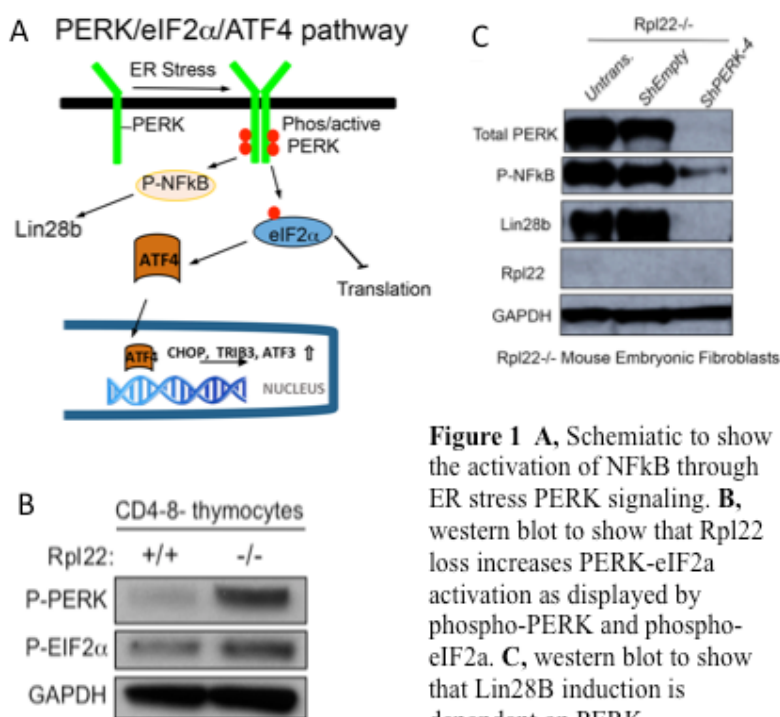 A PERK/eIF2α/ATF4 pathway
ER Stress
PERK
Phos/active
PERK
P-NFkB
Lin28b
eIF2α
ATF4
Translation
ATF4 CHOP, TRIB3, ATF3 ⇧
NUCLEUS
B
CD4-8- thymocytes
Rpl22: +/+ -/-
P-PERK
P-EIF2α
GAPDH
C
Rpl22-/-
Untrans. ShEmpty ShPERK-4
Total PERK
P-NFkB
Lin28b
Rpl22
GAPDH
Rpl22-/- Mouse Embryonic Fibroblasts
Figure 1 A, Schemiatic to show
the activation of NFkB through
ER stress PERK signaling. B,
western blot to show that Rpl22
loss increases PERK-eIF2a
activation as displayed by
phospho-PERK and phospho-
eIF2a. C, western blot to show
that Lin28B induction is
dependent on PERK